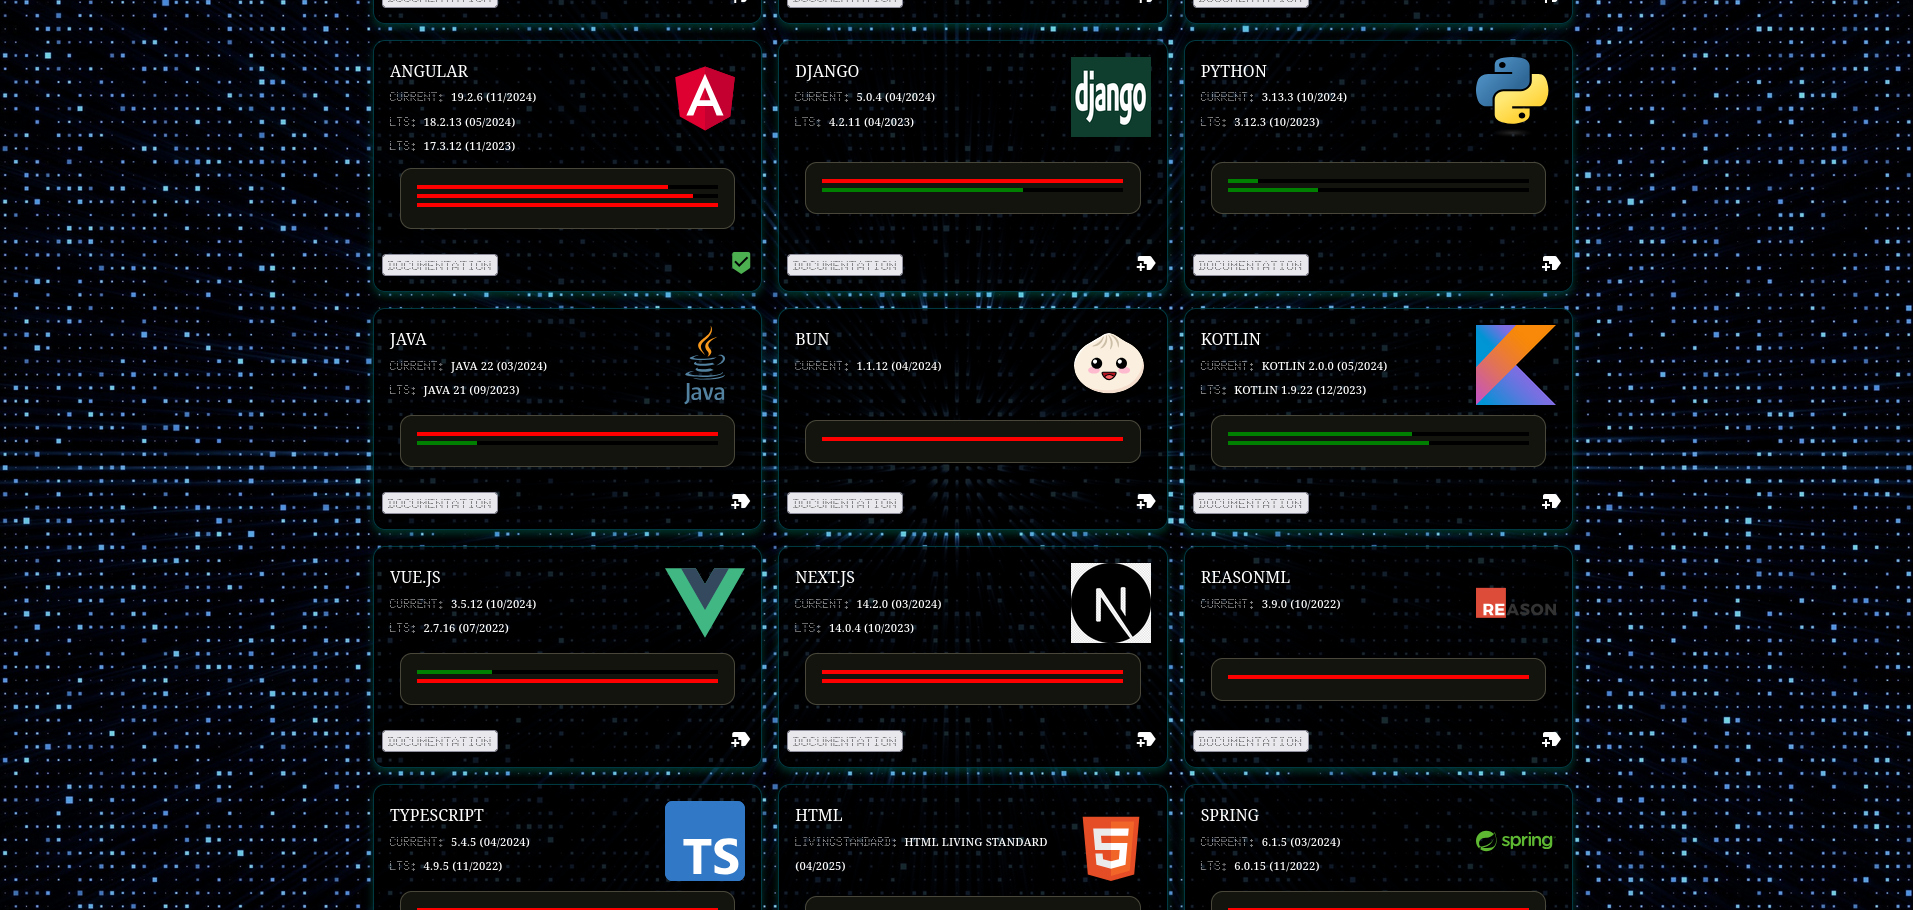 DOCUMENTATION
DOCUMENTATION
DOCUMENTATION
ANGULAR
CURRENT: 19.2.6 (11/2024)
LTS: 18.2.13 (05/2024)
LTS: 17.3.12 (11/2023)
DOCUMENTATION
DJANGO
CURRENT: 5.0.4 (04/2024)
LTS: 4.2.11 (04/2023)
django
DOCUMENTATION
PYTHON
CURRENT: 3.13.3 (10/2024)
LTS: 3.12.3 (10/2023)
DOCUMENTATION
JAVA
CURRENT: JAVA 22 (03/2024)
LTS: JAVA 21 (09/2023)
Java
DOCUMENTATION
BUN
CURRENT: 1.1.12 (04/2024)
DOCUMENTATION
KOTLIN
CURRENT: KOTLIN 2.0.0 (05/2024)
LTS: KOTLIN 1.9.22 (12/2023)
DOCUMENTATION
VUE.JS
CURRENT: 3.5.12 (10/2024)
LTS: 2.7.16 (07/2022)
DOCUMENTATION
NEXT.JS
CURRENT: 14.2.0 (03/2024)
LTS: 14.0.4 (10/2023)
DOCUMENTATION
REASONML
CURRENT: 3.9.0 (10/2022)
REASON
DOCUMENTATION
TYPESCRIPT
CURRENT: 5.4.5 (04/2024)
LTS: 4.9.5 (11/2022)
TS
HTML
LIVINGSTANDARD: HTML LIVING STANDARD
(04/2025)
5
SPRING
CURRENT: 6.1.5 (03/2024)
LTS: 6.0.15 (11/2022)
spring